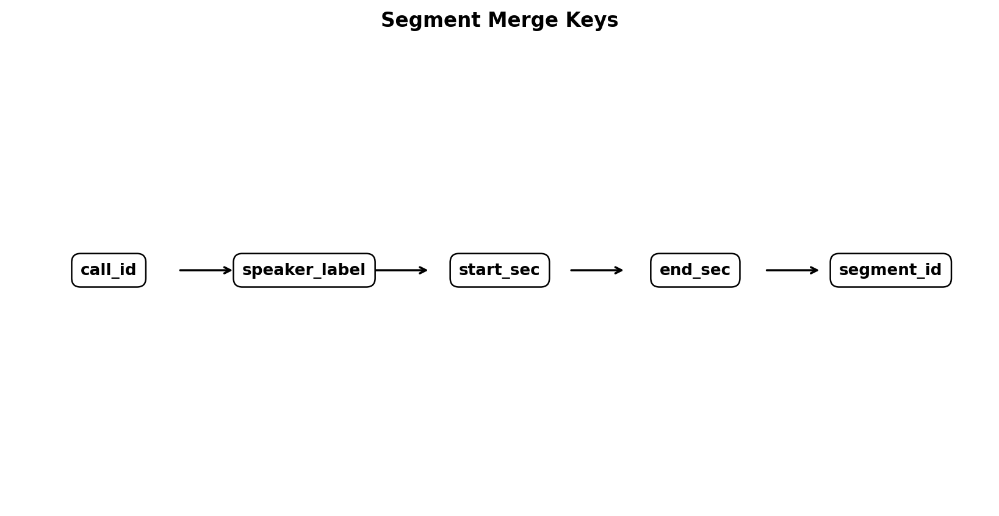 Segment Merge Keys
call_id
speaker_label
start_sec
end_sec
segment_id